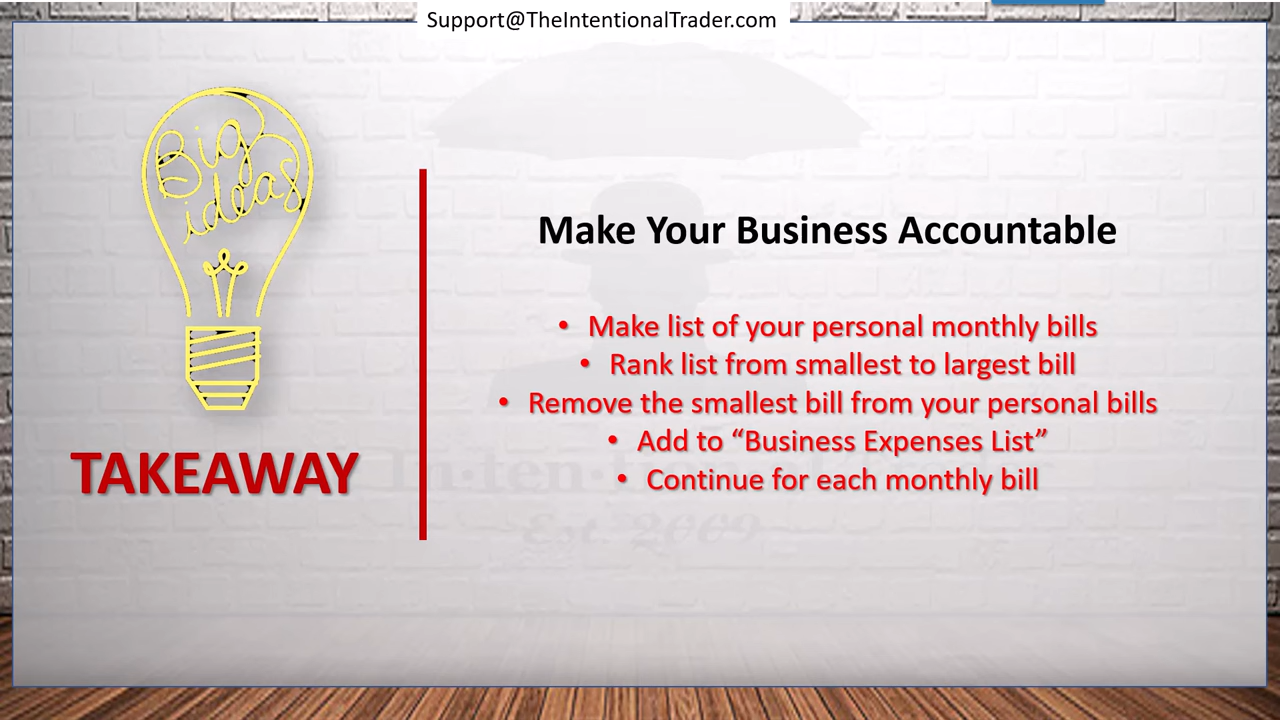 Support@TheIntentionalTrader.com
Big
ideas
TAKEAWAY
Make Your Business Accountable
• Make list of your personal monthly bills
• Rank list from smallest to largest bill
• Remove the smallest bill from your personal bills
• Add to “Business Expenses List”
• Continue for each monthly bill
Est. 2009